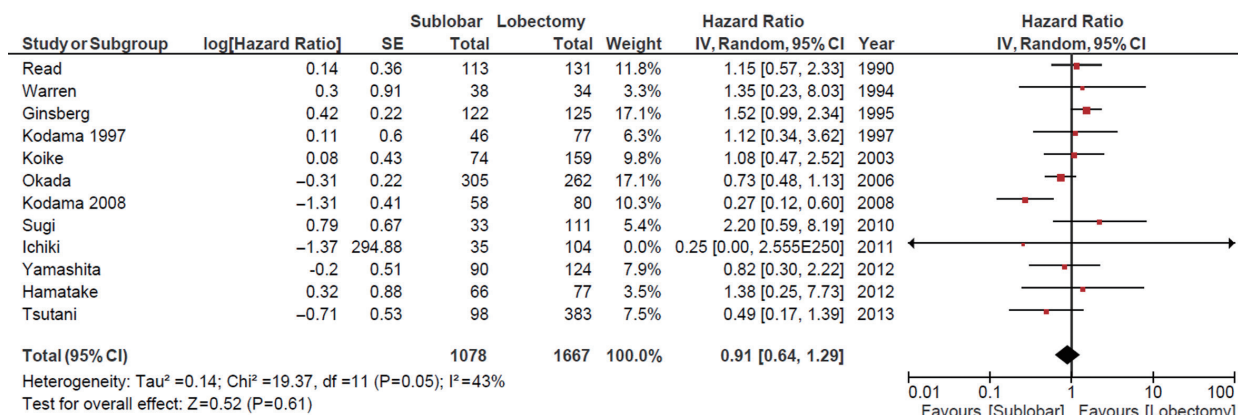 Sublobar Lobectomy Hazard Ratio Hazard Ratio
Study or Subgroup log[Hazard Ratio] SE Total Total Weight IV, Random, 95% CI Year IV, Random, 95% CI
Read 0.14 0.36 113 131 11.8% 1.15 [0.57, 2.33] 1990
Warren 0.3 0.91 38 34 3.3% 1.35 [0.23, 8.03] 1994
Ginsberg 0.42 0.22 122 125 17.1% 1.52 [0.99, 2.34] 1995
Kodama 1997 0.11 0.6 46 77 6.3% 1.12 [0.34, 3.62] 1997
Koike 0.08 0.43 74 159 9.8% 1.08 [0.47, 2.52] 2003
Okada −0.31 0.22 305 262 17.1% 0.73 [0.48, 1.13] 2006
Kodama 2008 −1.31 0.41 58 80 10.3% 0.27 [0.12, 0.60] 2008
Sugi 0.79 0.67 33 111 5.4% 2.20 [0.59, 8.19] 2010
Ichiki −1.37 294.88 35 104 0.0% 0.25 [0.00, 2.555E250] 2011
Yamashita -0.2 0.51 90 124 7.9% 0.82 [0.30, 2.22] 2012
Hamatake 0.32 0.88 66 77 3.5% 1.38 [0.25, 7.73] 2012
Tsutani −0.71 0.53 98 383 7.5% 0.49 [0.17, 1.39] 2013
Total (95% CI) 1078 1667 100.0% 0.91 [0.64, 1.29]
Heterogeneity: Tau² =0.14; Chi² =19.37, df =11 (P=0.05); I²=43%
Test for overall effect: Z=0.52 (P=0.61)
0.01 0.1 1 10 100
Favours [Sublobar] Favours [Lobectomy]